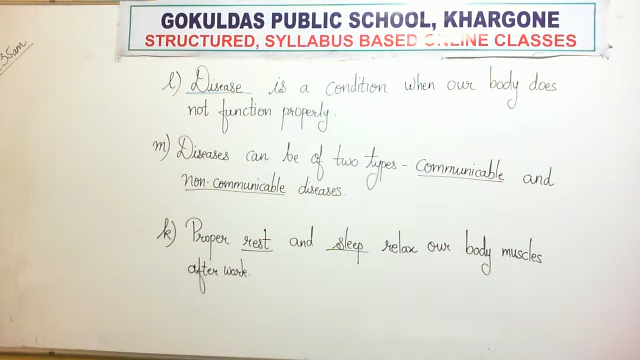 GOKULDAS PUBLIC SCHOOL, KHARGONE
STRUCTURED, SYLLABUS BASED ONLINE CLASSES
35am
l) Disease is a condition when our body does
not function properly.
m) Diseases can be of two types - Communicable and
Non-communicable diseases.
k) Proper rest and sleep relax our body muscles
after work.